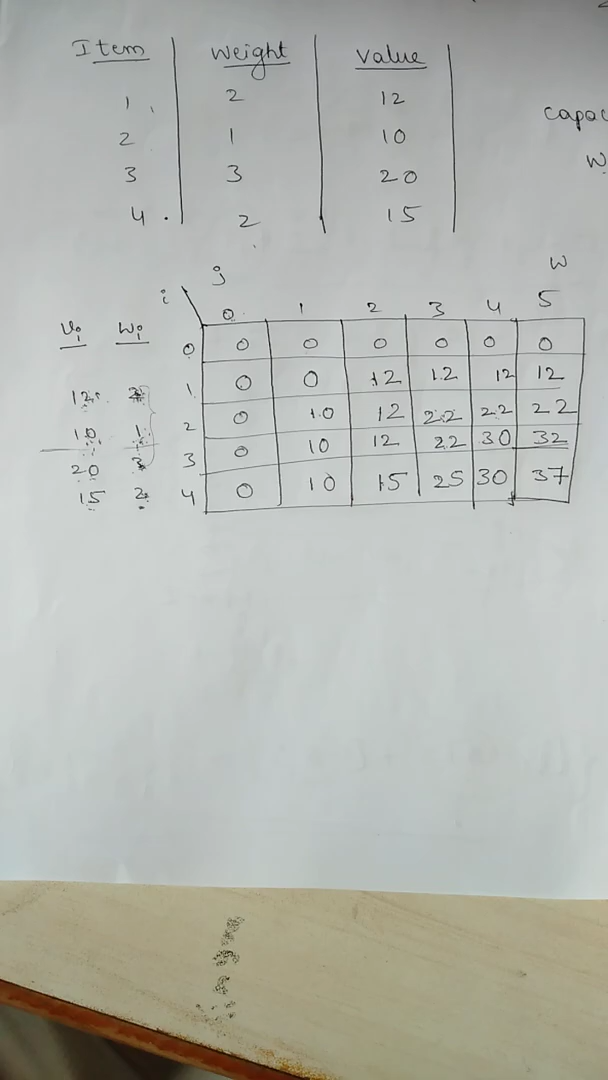 Item weight value
1 2 12
capac
2 1 10
W
3 3 20
4 2 15
j W
i 0 1 2 3 4 5
vi wi
0 0 0 0 0 0 0
12 2 1 0 0 12 12 12 12
10 1 2 0 10 12 22 22 22
20 3 3 0 10 12 22 30 32
15 2 4 0 10 15 25 30 37